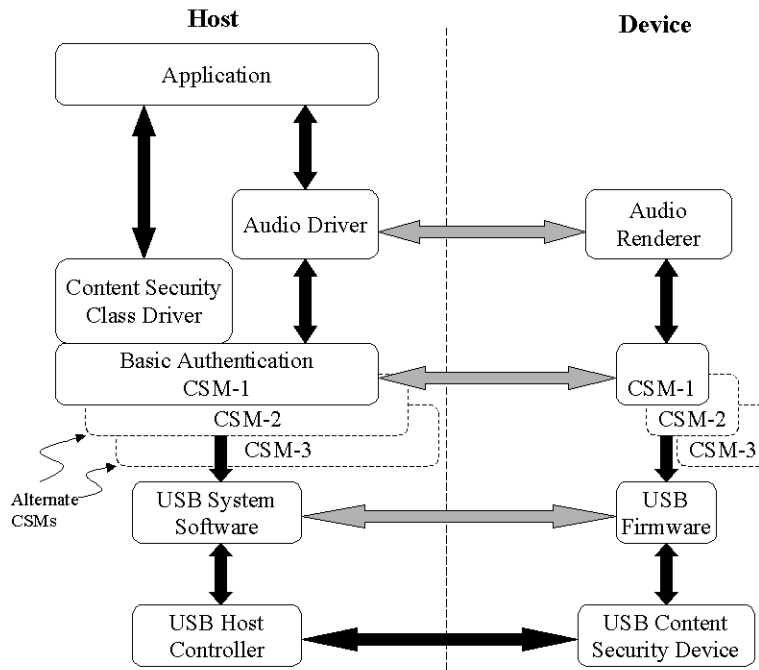 Host
Device
Application
Audio Driver
Audio
Renderer
Content Security
Class Driver
Basic Authentication
CSM-1
CSM-1
CSM-2
CSM-2
CSM-3
CSM-3
Alternate
CSMs
USB System
Software
USB
Firmware
USB Host
Controller
USB Content
Security Device